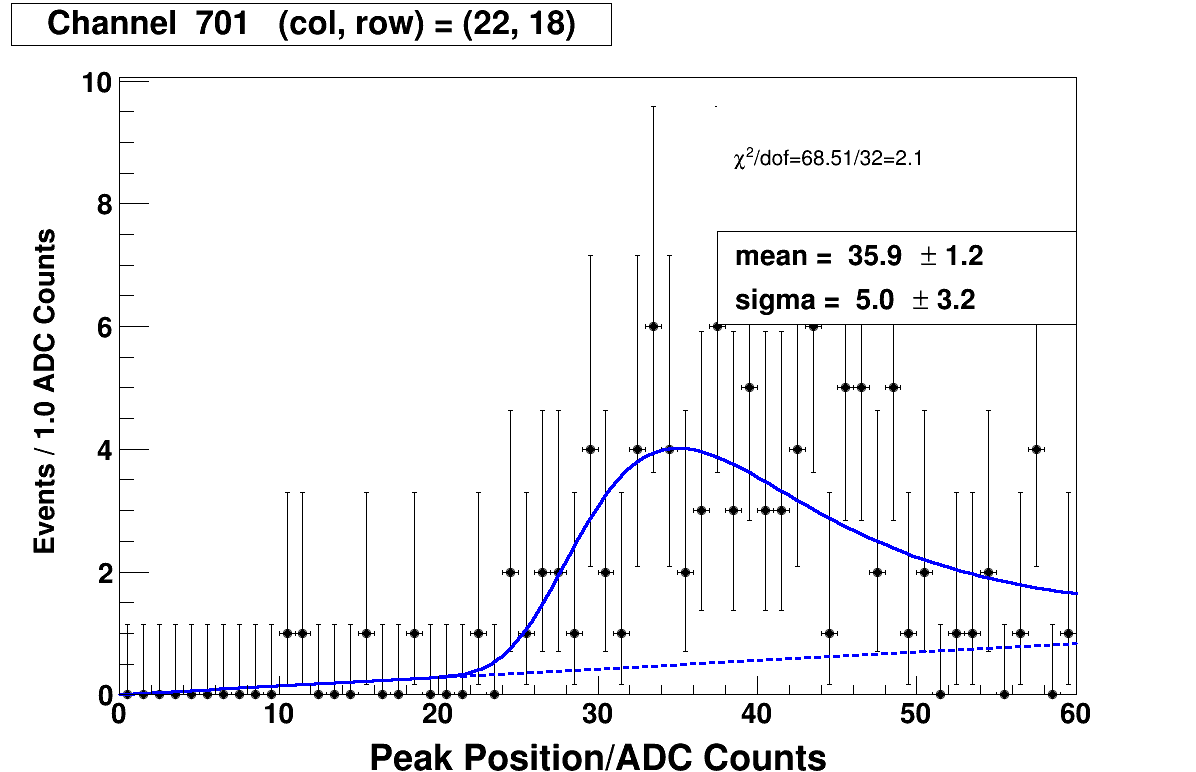 Channel 701 (col, row) = (22, 18)
10
8
6
4
2
0
Events / 1.0 ADC Counts
χ²/dof=68.51/32=2.1
mean = 35.9 ± 1.2
sigma = 5.0 ± 3.2
0 10 20 30 40 50 60
Peak Position/ADC Counts